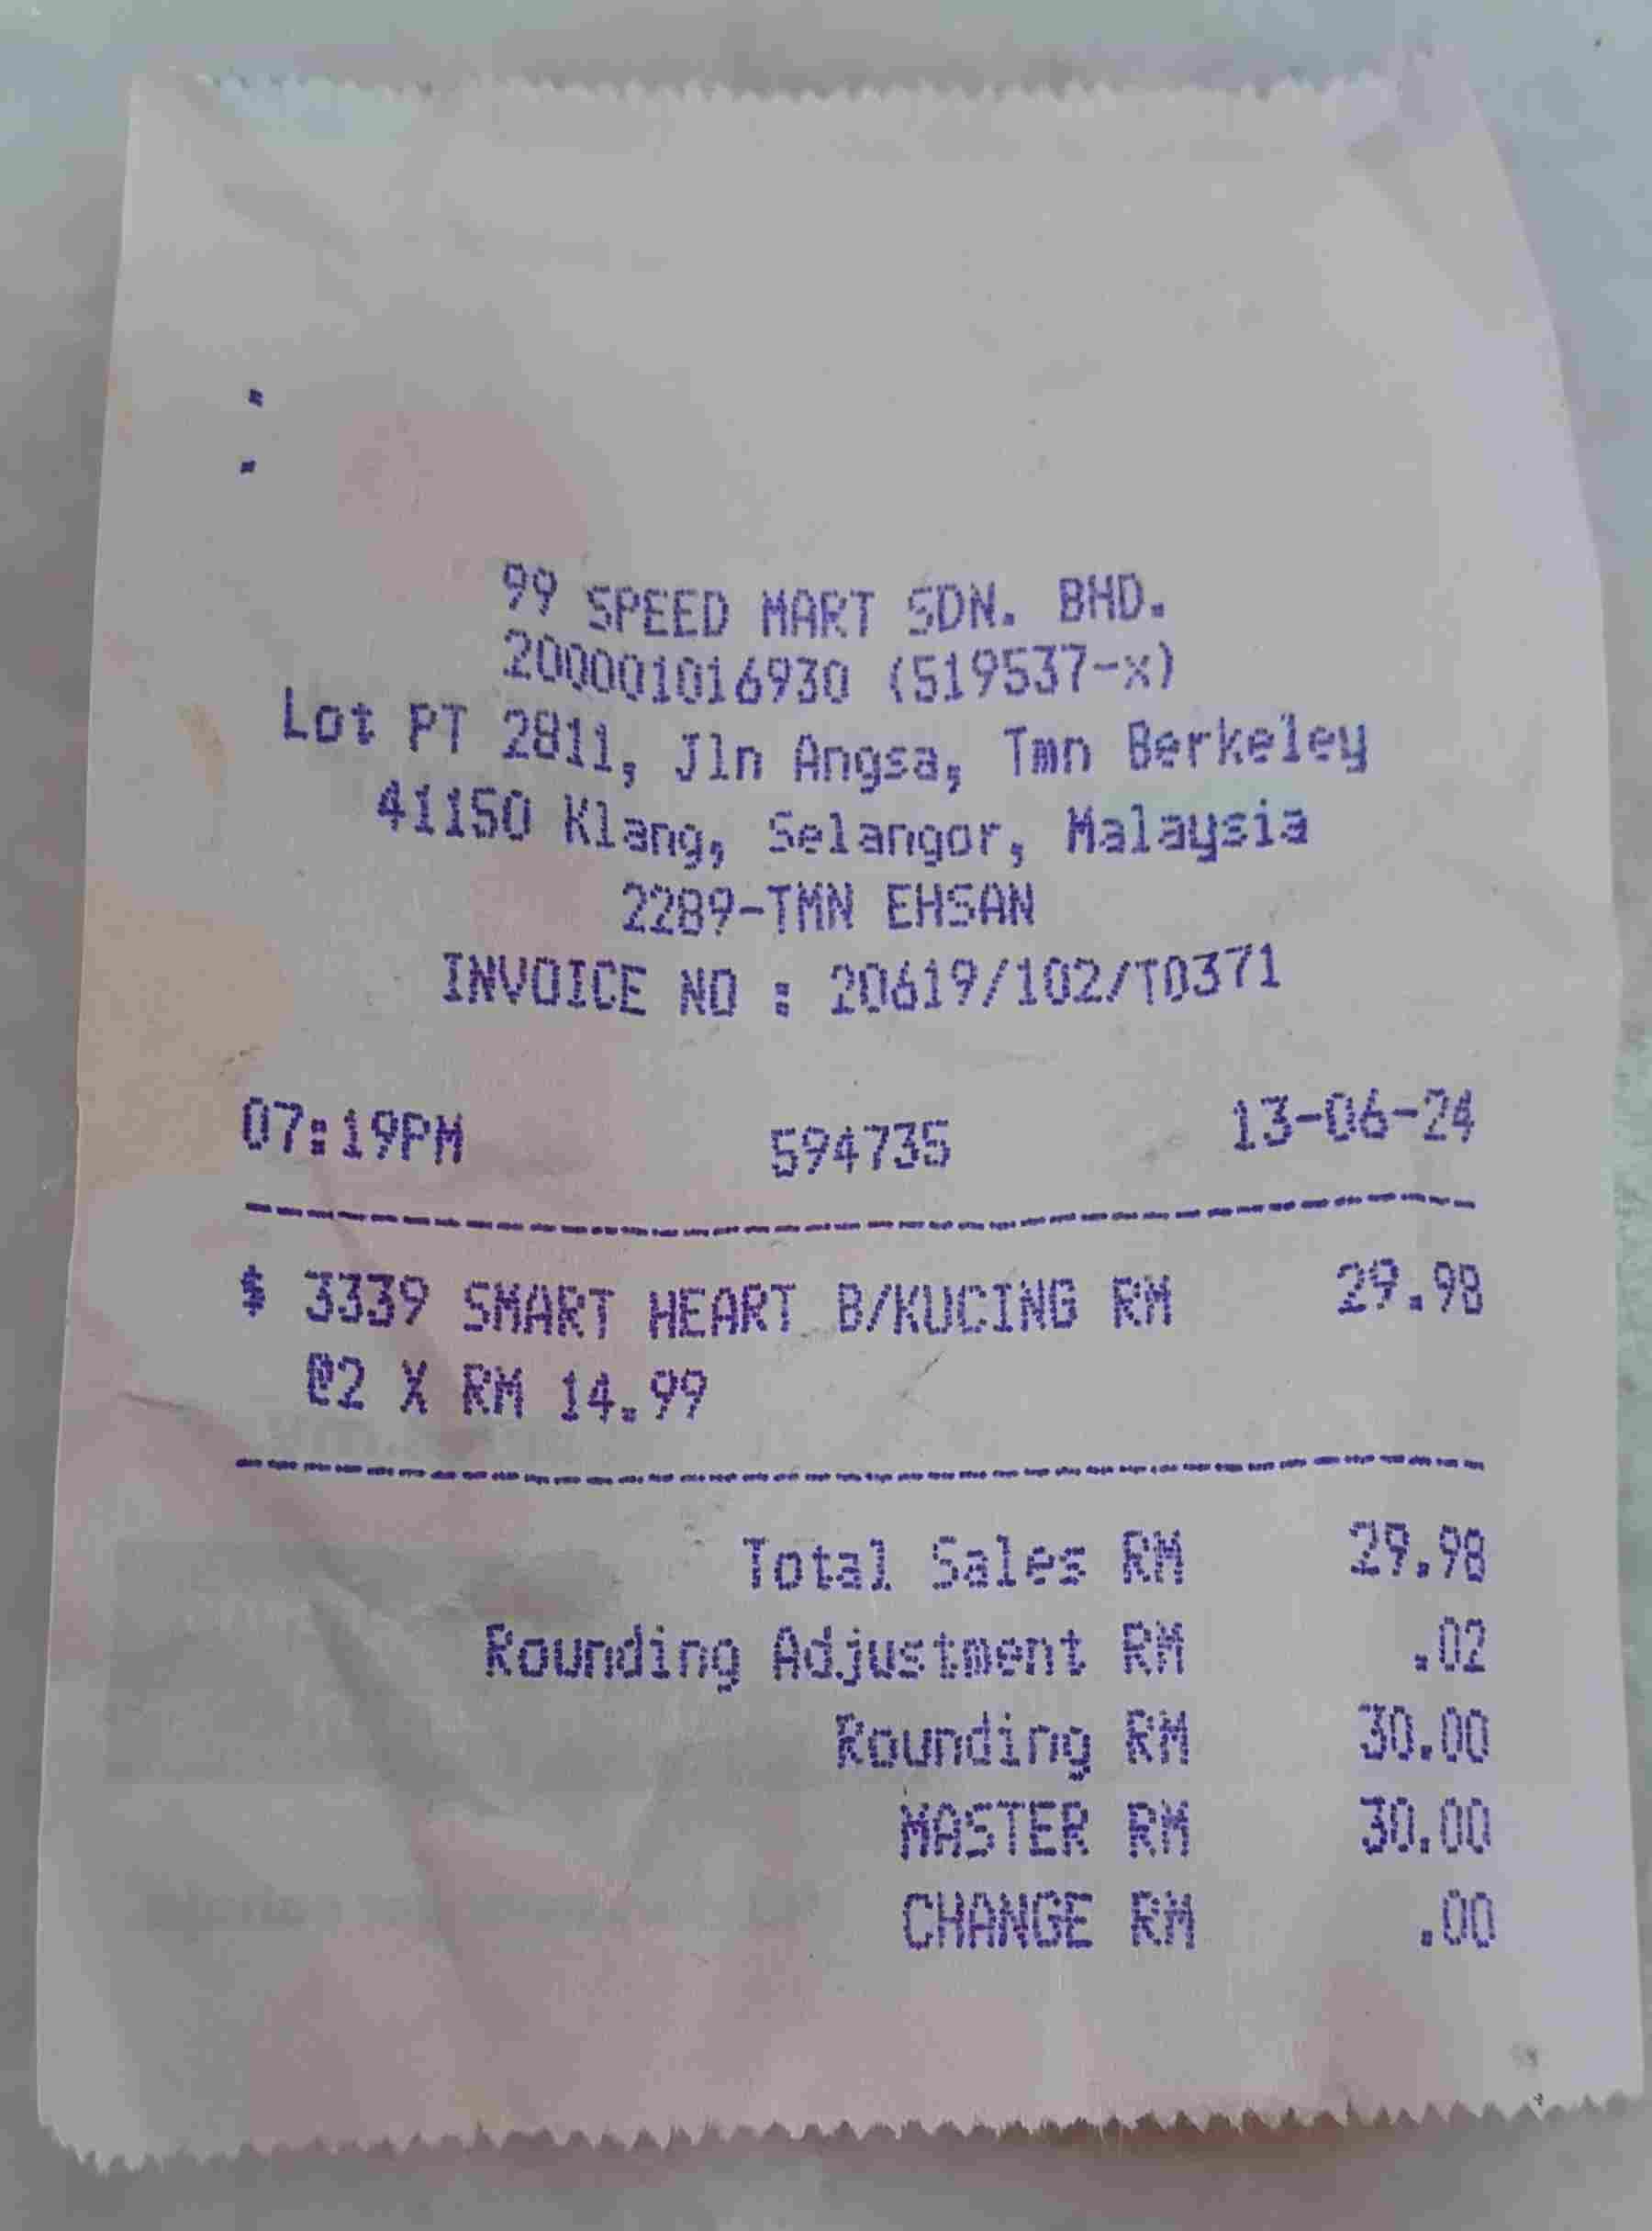 99 SPEED MART SDN. BHD.
200001016930 (519537-X)
Lot PT 2811, Jln Angsa, Tmn Berkeley
41150 Klang, Selangor, Malaysia
2289-TMN EHSAN
INVOICE NO : 20619/102/T0371
07:19PM 594735 13-06-24
$ 3339 SMART HEART B/KUCING RM 29.98
@2 X RM 14.99
Total Sales RM 29.98
Rounding Adjustment RM .02
Rounding RM 30.00
MASTER RM 30.00
CHANGE RM .00